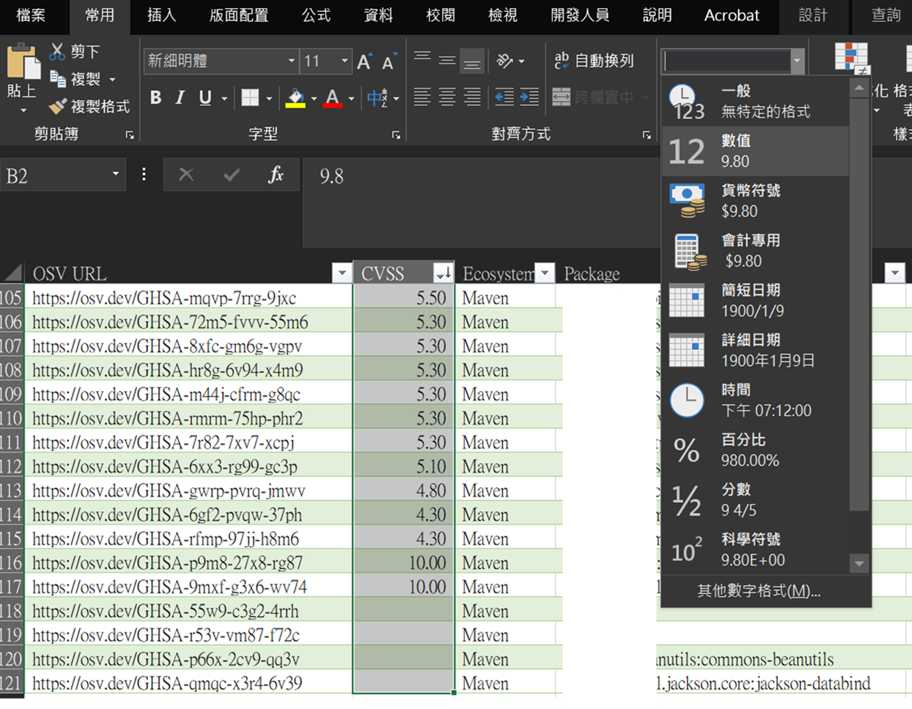 檔案 常用 插入 版面配置 公式 資料 校閱 檢視 開發人員 說明 Acrobat 設計 查詢
剪下
複製
複製格式
貼上
剪貼簿
新細明體 11 A A
B I U A 中
字型
ab 自動換列
跨欄置中
對齊方式
一般
無特定的格式
123
12 數值
9.80
貨幣符號
$9.80
會計專用
$9.80
簡短日期
1900/1/9
詳細日期
1900年1月9日
時間
下午 07:12:00
% 百分比
980.00%
½ 分數
9 4/5
10² 科學符號
9.80E+00
其他數字格式(M)...
B2 fx 9.8
OSV URL CVSS Ecosystem Package
105 https://osv.dev/GHSA-mqvp-7rrg-9jxc 5.50 Maven
106 https://osv.dev/GHSA-72m5-fvvv-55m6 5.30 Maven
107 https://osv.dev/GHSA-8xfc-gm6g-vgpv 5.30 Maven
108 https://osv.dev/GHSA-hr8g-6v94-x4m9 5.30 Maven
109 https://osv.dev/GHSA-m44j-cfrm-g8qc 5.30 Maven
110 https://osv.dev/GHSA-rmrm-75hp-phr2 5.30 Maven
111 https://osv.dev/GHSA-7r82-7xv7-xcpj 5.30 Maven
112 https://osv.dev/GHSA-6xx3-rg99-gc3p 5.10 Maven
113 https://osv.dev/GHSA-gwrp-pvrq-jmwv 4.80 Maven
114 https://osv.dev/GHSA-6gf2-pvqw-37ph 4.30 Maven
115 https://osv.dev/GHSA-rfmp-97jj-h8m6 4.30 Maven
116 https://osv.dev/GHSA-p9m8-27x8-rg87 10.00 Maven
117 https://osv.dev/GHSA-9mxf-g3x6-wv74 10.00 Maven
118 https://osv.dev/GHSA-55w9-c3g2-4rrh Maven
119 https://osv.dev/GHSA-r53v-vm87-f72c Maven
120 https://osv.dev/GHSA-p66x-2cv9-qq3v Maven anutils:commons-beanutils
121 https://osv.dev/GHSA-qmqc-x3r4-6v39 Maven l.jackson.core:jackson-databind